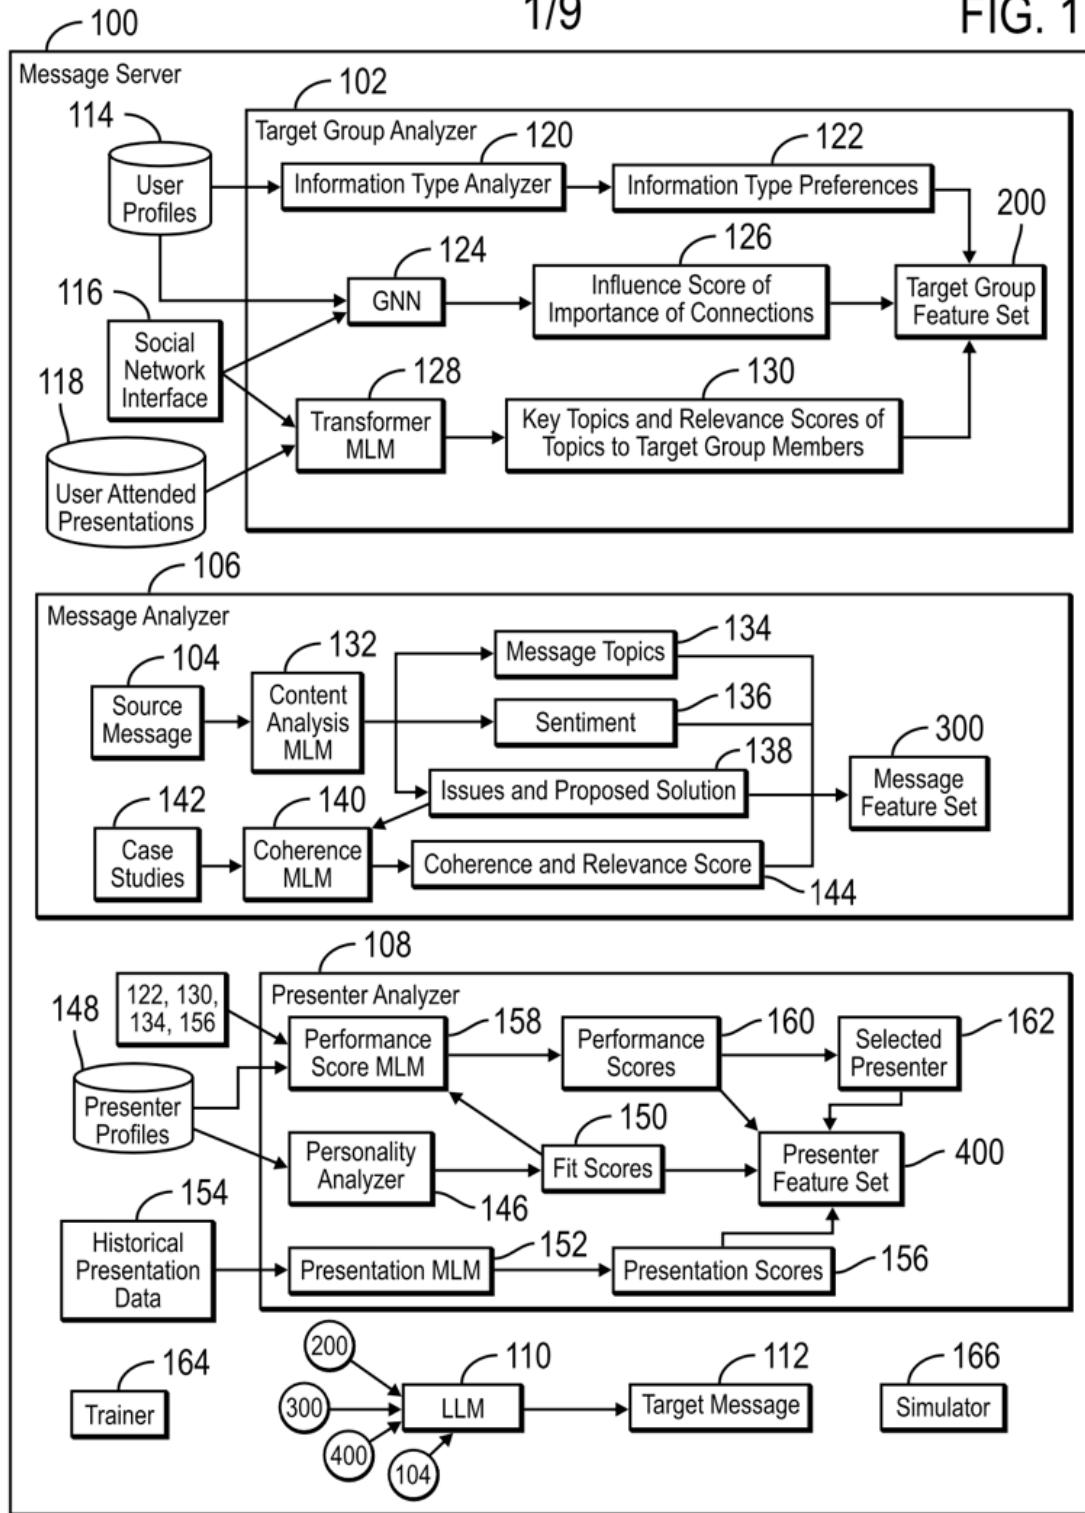 1/9
FIG. 1
100
Message Server
114
User
Profiles
116
Social
Network
Interface
118
User Attended
Presentations
102
Target Group Analyzer
120
Information Type Analyzer
122
Information Type Preferences
124
GNN
126
Influence Score of
Importance of Connections
200
Target Group
Feature Set
128
Transformer
MLM
130
Key Topics and Relevance Scores of
Topics to Target Group Members
106
Message Analyzer
104
Source
Message
132
Content
Analysis
MLM
134
Message Topics
136
Sentiment
138
Issues and Proposed Solution
300
Message
Feature Set
142
Case
Studies
140
Coherence
MLM
Coherence and Relevance Score
144
108
Presenter Analyzer
122, 130,
134, 156
148
Presenter
Profiles
158
Performance
Score MLM
160
Performance
Scores
162
Selected
Presenter
Personality
Analyzer
146
150
Fit Scores
Presenter
Feature Set
400
154
Historical
Presentation
Data
152
Presentation MLM
Presentation Scores
156
164
Trainer
200
300
400
104
110
LLM
112
Target Message
166
Simulator